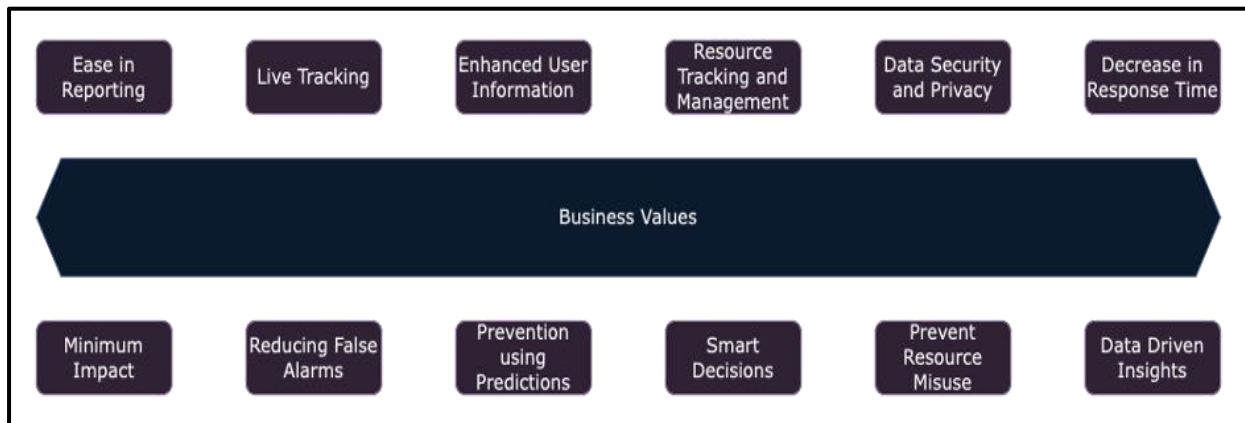 Ease in
Reporting
Live Tracking
Enhanced User
Information
Resource
Tracking and
Management
Data Security
and Privacy
Decrease in
Response Time
Business Values
Minimum
Impact
Reducing False
Alarms
Prevention
using
Predictions
Smart
Decisions
Prevent
Resource
Misuse
Data Driven
Insights